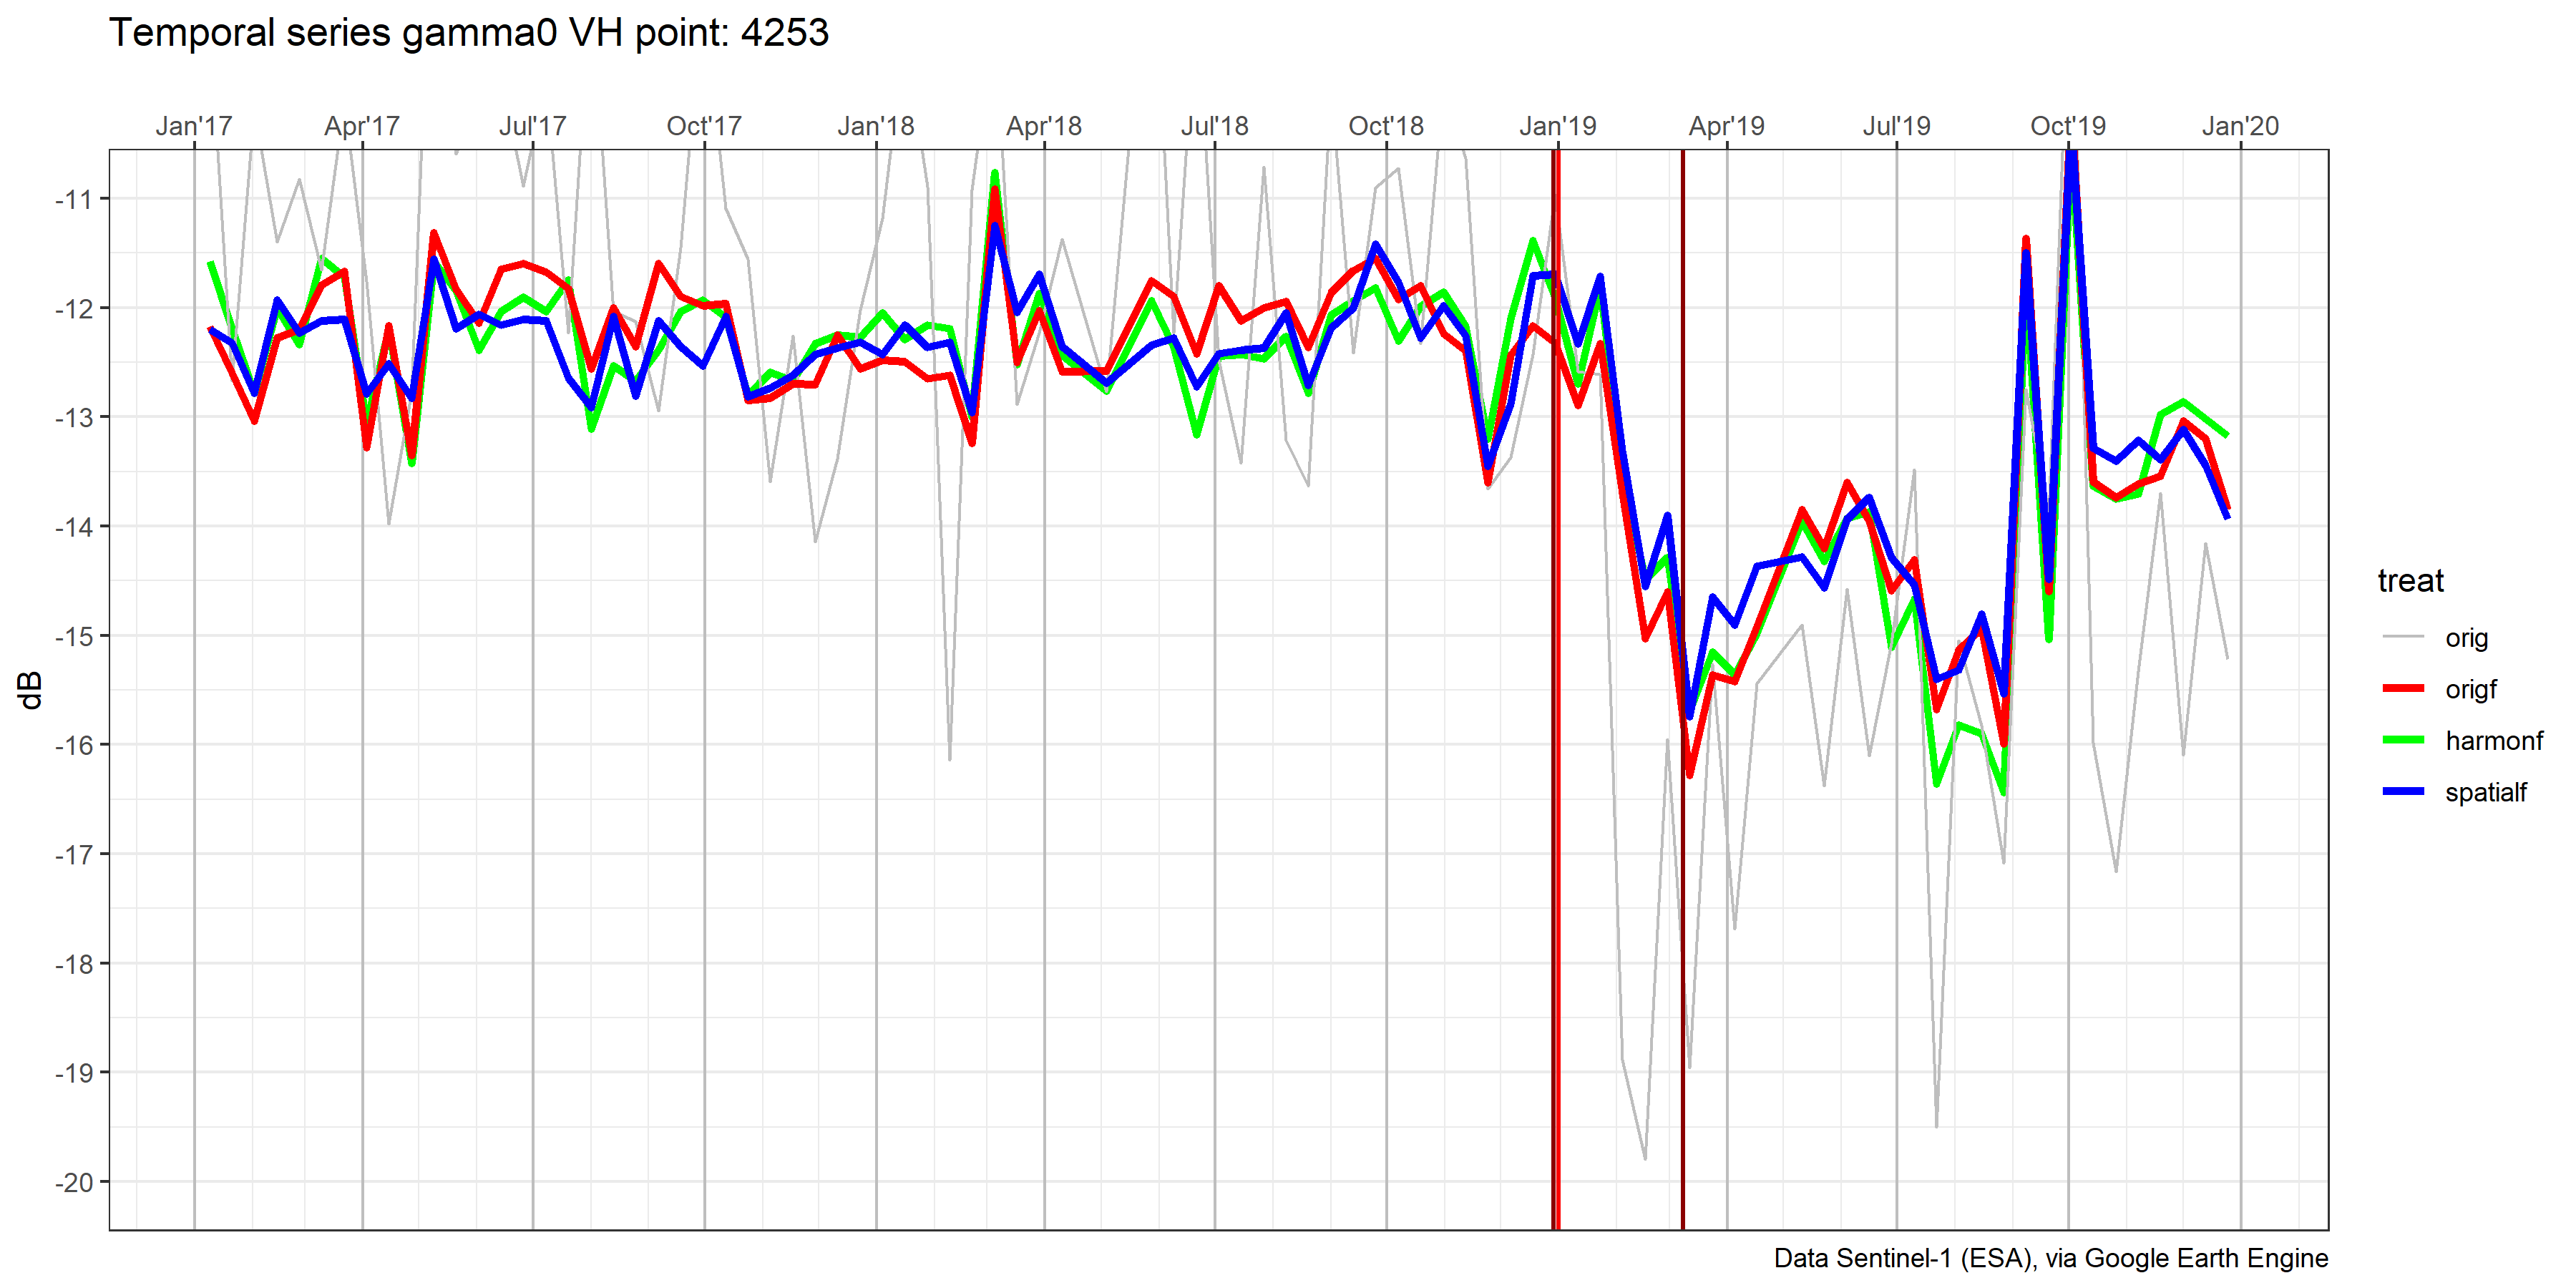 Temporal series gamma0 VH point: 4253
Jan'17 Apr'17 Jul'17 Oct'17 Jan'18 Apr'18 Jul'18 Oct'18 Jan'19 Apr'19 Jul'19 Oct'19 Jan'20
-11
-12
-13
-14
-15
-16
-17
-18
-19
-20
dB
treat
orig
origf
harmonf
spatialf
Data Sentinel-1 (ESA), via Google Earth Engine